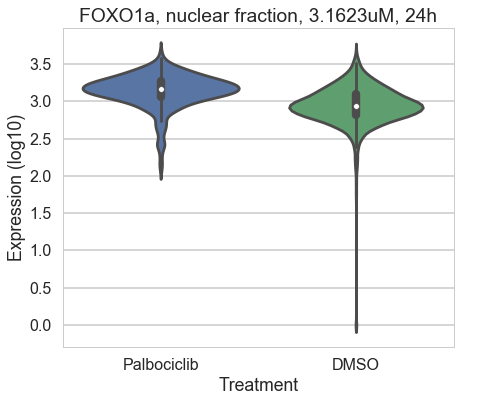 FOXO1a, nuclear fraction, 3.1623uM, 24h
Expression (log10)
3.5
3.0
2.5
2.0
1.5
1.0
0.5
0.0
Palbociclib DMSO
Treatment